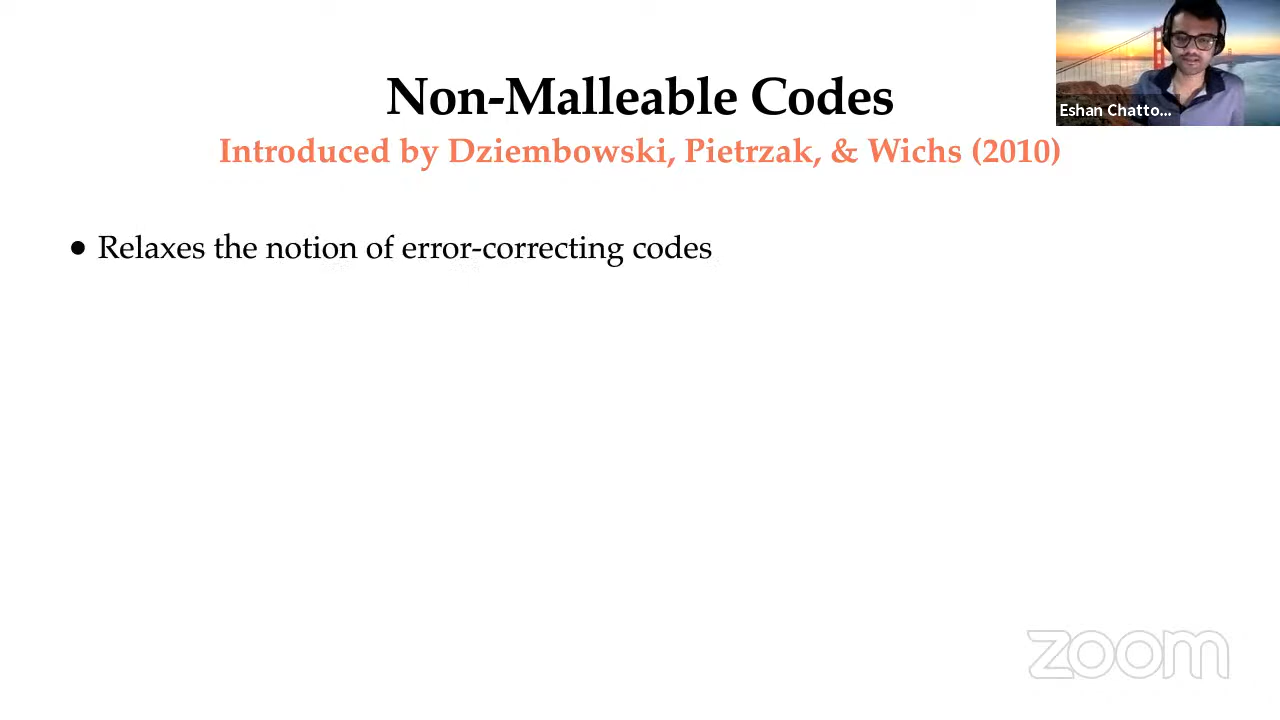 Non-Malleable Codes
Introduced by Dziembowski, Pietrzak, & Wichs (2010)
● Relaxes the notion of error-correcting codes
Eshan Chatto...
zoom